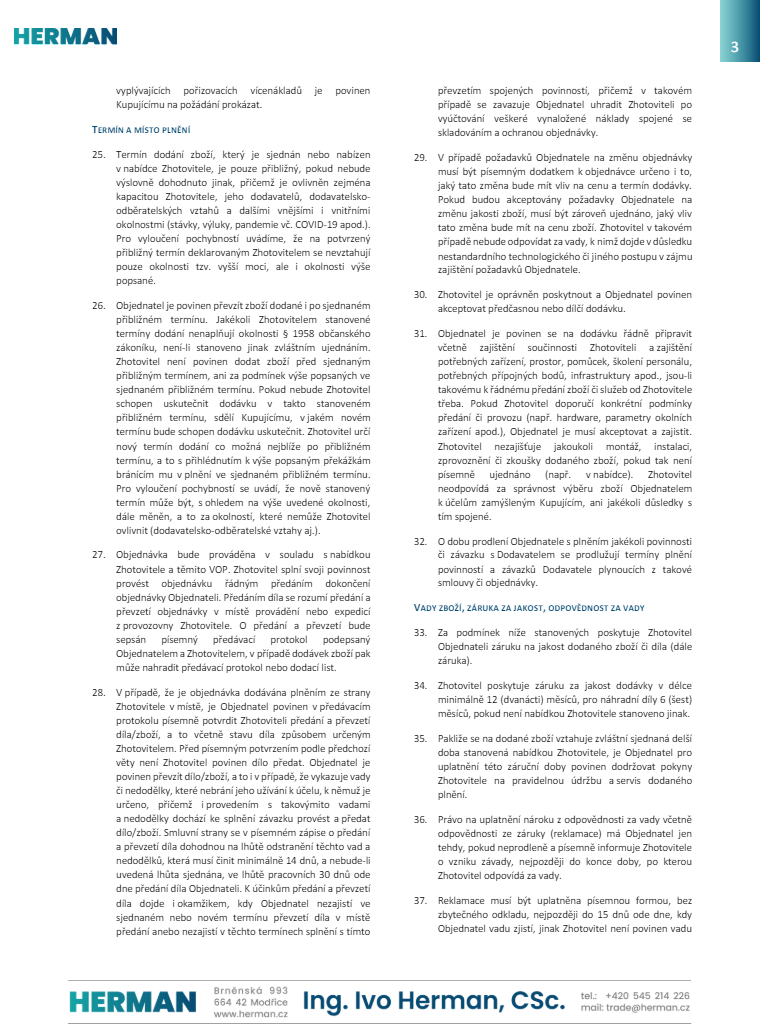 HERMAN
3
vyplývajících pořizovacích vícenákladů je povinen
Kupujícímu na požádání prokázat.
TERMÍN A MÍSTO PLNĚNÍ
25. Termín dodání zboží, který je sjednán nebo nabízen
v nabídce Zhotovitele, je pouze přibližný, pokud nebude
výslovně dohodnuto jinak, přičemž je ovlivněn zejména
kapacitou Zhotovitele, jeho dodavatelů, dodavatelsko-
odběratelských vztahů a dalšími vnějšími i vnitřními
okolnostmi (stávky, výluky, pandemie vč. COVID-19 apod.).
Pro vyloučení pochybností uvádíme, že na potvrzený
přibližný termín deklarovaným Zhotovitelem se nevztahují
pouze okolnosti tzv. vyšší moci, ale i okolnosti výše
popsané.
26. Objednatel je povinen převzít zboží dodané i po sjednaném
přibližném termínu. Jakékoli Zhotovitelem stanovené
termíny dodání nenaplňují okolnosti § 1958 občanského
zákoníku, není-li stanoveno jinak zvláštním ujednáním.
Zhotovitel není povinen dodat zboží před sjednaným
přibližným termínem, ani za podmínek výše popsaných ve
sjednaném přibližném termínu. Pokud nebude Zhotovitel
schopen uskutečnit dodávku v takto stanoveném
přibližném termínu, sdělí Kupujícímu, v jakém novém
termínu bude schopen dodávku uskutečnit. Zhotovitel určí
nový termín dodání co možná nejblíže po přibližném
termínu, a to s přihlédnutím k výše popsaným překážkám
bránícím mu v plnění ve sjednaném přibližném termínu.
Pro vyloučení pochybností se uvádí, že nově stanovený
termín může být, s ohledem na výše uvedené okolnosti,
dále měněn, a to za okolností, které nemůže Zhotovitel
ovlivnit (dodavatelsko-odběratelské vztahy aj.).
27. Objednávka bude prováděna v souladu s nabídkou
Zhotovitele a těmito VOP. Zhotovitel splní svoji povinnost
provést objednávku řádným předáním dokončení
objednávky Objednateli. Předáním díla se rozumí předání a
převzetí objednávky v místě provádění nebo expedicí
z provozovny Zhotovitele. O předání a převzetí bude
sepsán písemný předávací protokol podepsaný
Objednatelem a Zhotovitelem, v případě dodávek zboží pak
může nahradit předávací protokol nebo dodací list.
28. V případě, že je objednávka dodávána plněním ze strany
Zhotovitele v místě, je Objednatel povinen v předávacím
protokolu písemně potvrdit Zhotoviteli předání a převzetí
díla/zboží, a to včetně stavu díla způsobem určeným
Zhotovitelem. Před písemným potvrzením podle předchozí
věty není Zhotovitel povinen dílo předat. Objednatel je
povinen převzít dílo/zboží, a to i v případě, že vykazuje vady
či nedodělky, které nebrání jeho užívání k účelu, k němuž je
určeno, přičemž i provedením s takovýmito vadami
a nedodělky dochází ke splnění závazku provést a předat
dílo/zboží. Smluvní strany se v písemném zápise o předání
a převzetí díla dohodnou na lhůtě odstranění těchto vad a
nedodělků, která musí činit minimálně 14 dnů, a nebude-li
uvedená lhůta sjednána, ve lhůtě pracovních 30 dnů ode
dne předání díla Objednateli. K účinkům předání a převzetí
díla dojde i okamžikem, kdy Objednatel nezajistí ve
sjednaném nebo novém termínu převzetí díla v místě
předání anebo nezajistí v těchto termínech splnění s tímto
převzetím spojených povinností, přičemž v takovém
případě se zavazuje Objednatel uhradit Zhotoviteli po
vyúčtování veškeré vynaložené náklady spojené se
skladováním a ochranou objednávky.
29. V případě požadavků Objednatele na změnu objednávky
musí být písemným dodatkem k objednávce určeno i to,
jaký tato změna bude mít vliv na cenu a termín dodávky.
Pokud budou akceptovány požadavky Objednatele na
změnu jakosti zboží, musí být zároveň ujednáno, jaký vliv
tato změna bude mít na cenu zboží. Zhotovitel v takovém
případě nebude odpovídat za vady, k nimž dojde v důsledku
nestandardního technologického či jiného postupu v zájmu
zajištění požadavků Objednatele.
30. Zhotovitel je oprávněn poskytnout a Objednatel povinen
akceptovat předčasnou nebo dílčí dodávku.
31. Objednatel je povinen se na dodávku řádně připravit
včetně zajištění součinnosti Zhotoviteli a zajištění
potřebných zařízení, prostor, pomůcek, školení personálu,
potřebných přípojných bodů, infrastruktury apod., jsou-li
takovému k řádnému předání zboží či služeb od Zhotovitele
třeba. Pokud Zhotovitel doporučí konkrétní podmínky
předání či provozu (např. hardware, parametry okolních
zařízení apod.), Objednatel je musí akceptovat a zajistit.
Zhotovitel nezajišťuje jakoukoli montáž, instalaci,
zprovoznění či zkoušky dodaného zboží, pokud tak není
písemně ujednáno (např. v nabídce). Zhotovitel
neodpovídá za správnost výběru zboží Objednatelem
k účelům zamýšleným Kupujícím, ani jakékoli důsledky s
tím spojené.
32. O dobu prodlení Objednatele s plněním jakékoli povinnosti
či závazku s Dodavatelem se prodlužují termíny plnění
povinností a závazků Dodavatele plynoucích z takové
smlouvy či objednávky.
VADY ZBOŽÍ, ZÁRUKA ZA JAKOST, ODPOVĚDNOST ZA VADY
33. Za podmínek níže stanovených poskytuje Zhotovitel
Objednateli záruku na jakost dodaného zboží či díla (dále
záruka).
34. Zhotovitel poskytuje záruku za jakost dodávky v délce
minimálně 12 (dvanácti) měsíců, pro náhradní díly 6 (šest)
měsíců, pokud není nabídkou Zhotovitele stanoveno jinak.
35. Pakliže se na dodané zboží vztahuje zvláštní sjednaná delší
doba stanovená nabídkou Zhotovitele, je Objednatel pro
uplatnění této záruční doby povinen dodržovat pokyny
Zhotovitele na pravidelnou údržbu a servis dodaného
plnění.
36. Právo na uplatnění nároku z odpovědnosti za vady včetně
odpovědnosti ze záruky (reklamace) má Objednatel jen
tehdy, pokud neprodleně a písemně informuje Zhotovitele
o vzniku závady, nejpozději do konce doby, po kterou
Zhotovitel odpovídá za vady.
37. Reklamace musí být uplatněna písemnou formou, bez
zbytečného odkladu, nejpozději do 15 dnů ode dne, kdy
Objednatel vadu zjistí, jinak Zhotovitel není povinen vadu
HERMAN
Brněnská 993
664 42 Modřice
www.herman.cz
Ing. Ivo Herman, CSc.
tel.: +420 545 214 226
mail: trade@herman.cz